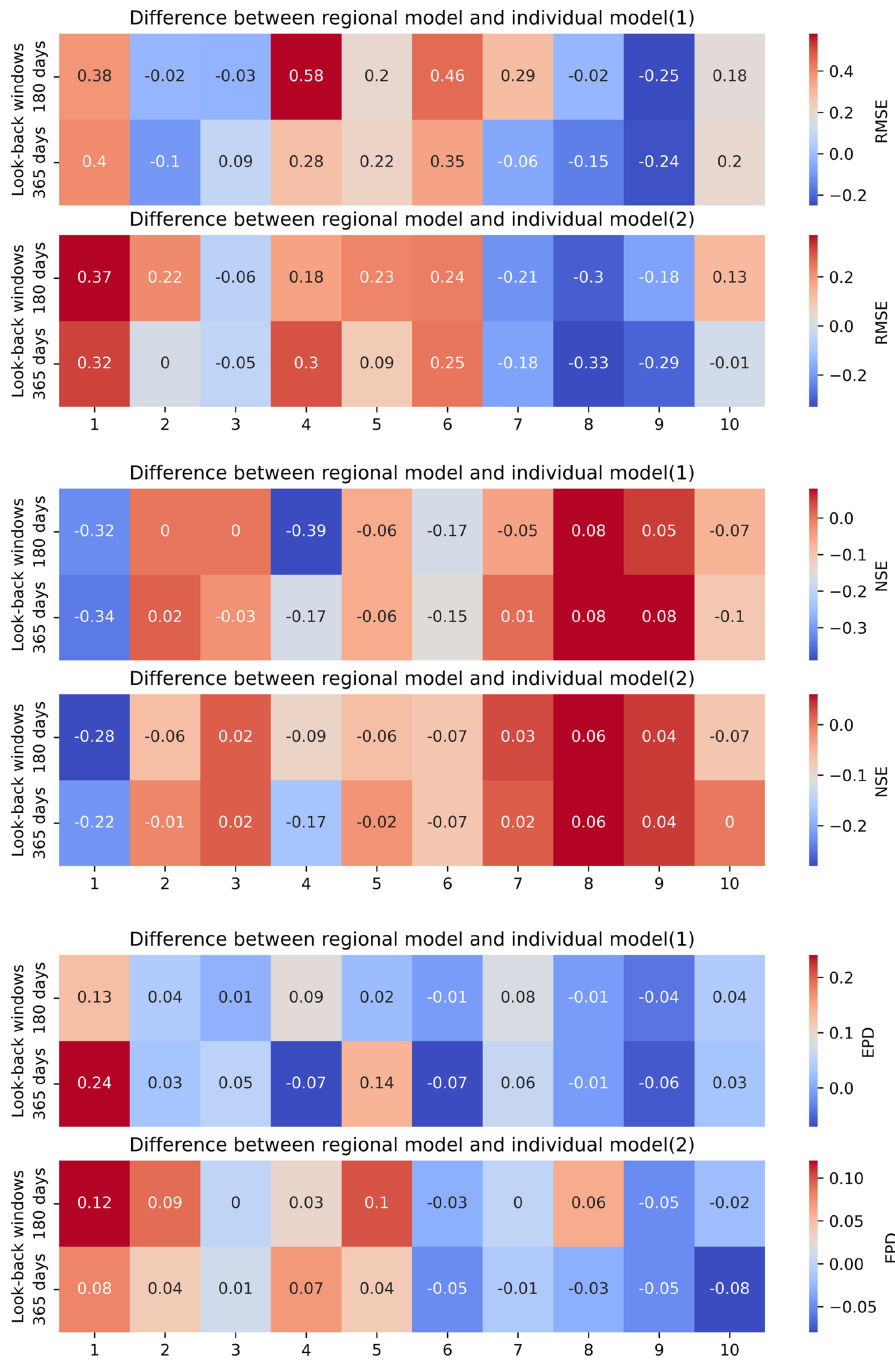 Difference between regional model and individual model(1)
Look-back windows
180 days
0.38 -0.02 -0.03 0.58 0.2 0.46 0.29 -0.02 -0.25 0.18
365 days
0.4 -0.1 0.09 0.28 0.22 0.35 -0.06 -0.15 -0.24 0.2
0.4
0.2
0.0
−0.2
RMSE
Difference between regional model and individual model(2)
Look-back windows
180 days
0.37 0.22 -0.06 0.18 0.23 0.24 -0.21 -0.3 -0.18 0.13
365 days
0.32 0 -0.05 0.3 0.09 0.25 -0.18 -0.33 -0.29 -0.01
1 2 3 4 5 6 7 8 9 10
0.2
0.0
−0.2
RMSE
Difference between regional model and individual model(1)
Look-back windows
180 days
-0.32 0 0 -0.39 -0.06 -0.17 -0.05 0.08 0.05 -0.07
365 days
-0.34 0.02 -0.03 -0.17 -0.06 -0.15 0.01 0.08 0.08 -0.1
0.0
−0.1
−0.2
−0.3
NSE
Difference between regional model and individual model(2)
Look-back windows
180 days
-0.28 -0.06 0.02 -0.09 -0.06 -0.07 0.03 0.06 0.04 -0.07
365 days
-0.22 -0.01 0.02 -0.17 -0.02 -0.07 0.02 0.06 0.04 0
1 2 3 4 5 6 7 8 9 10
0.0
−0.1
−0.2
NSE
Difference between regional model and individual model(1)
Look-back windows
180 days
0.13 0.04 0.01 0.09 0.02 -0.01 0.08 -0.01 -0.04 0.04
365 days
0.24 0.03 0.05 -0.07 0.14 -0.07 0.06 -0.01 -0.06 0.03
0.2
0.1
0.0
EPD
Difference between regional model and individual model(2)
Look-back windows
180 days
0.12 0.09 0 0.03 0.1 -0.03 0 0.06 -0.05 -0.02
365 days
0.08 0.04 0.01 0.07 0.04 -0.05 -0.01 -0.03 -0.05 -0.08
1 2 3 4 5 6 7 8 9 10
0.10
0.05
0.00
−0.05
EPD